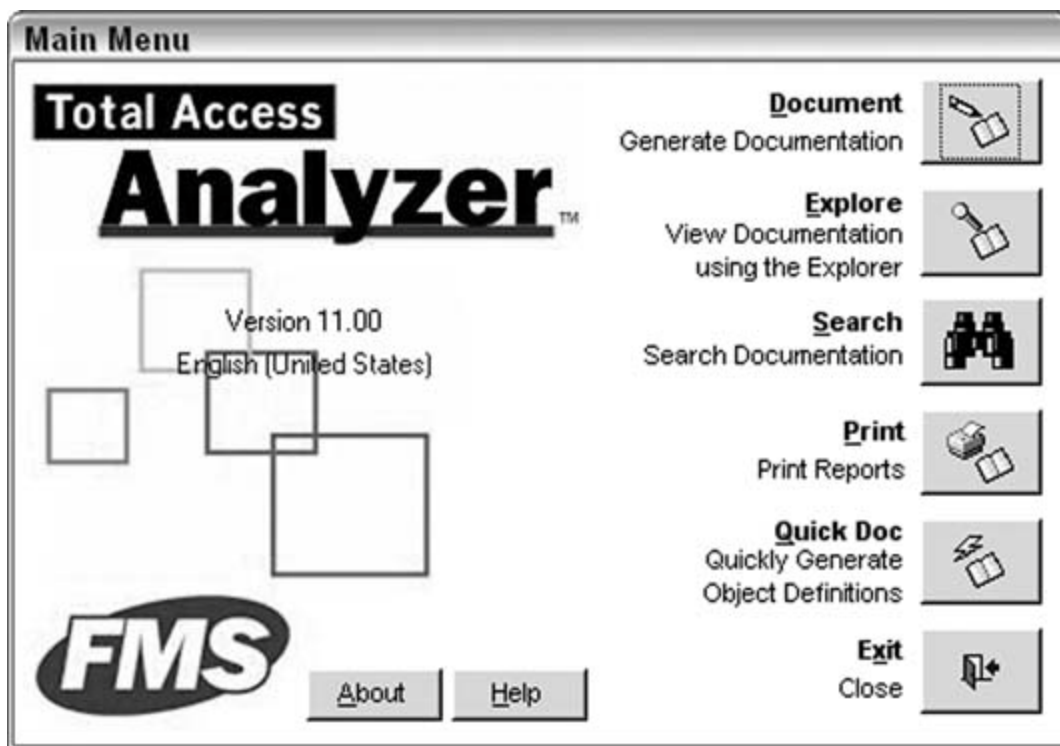 Main Menu
Total Access
Analyzer™
Version 11.00
English (United States)
FMS
About
Help
Document
Generate Documentation
Explore
View Documentation
using the Explorer
Search
Search Documentation
Print
Print Reports
Quick Doc
Quickly Generate
Object Definitions
Exit
Close